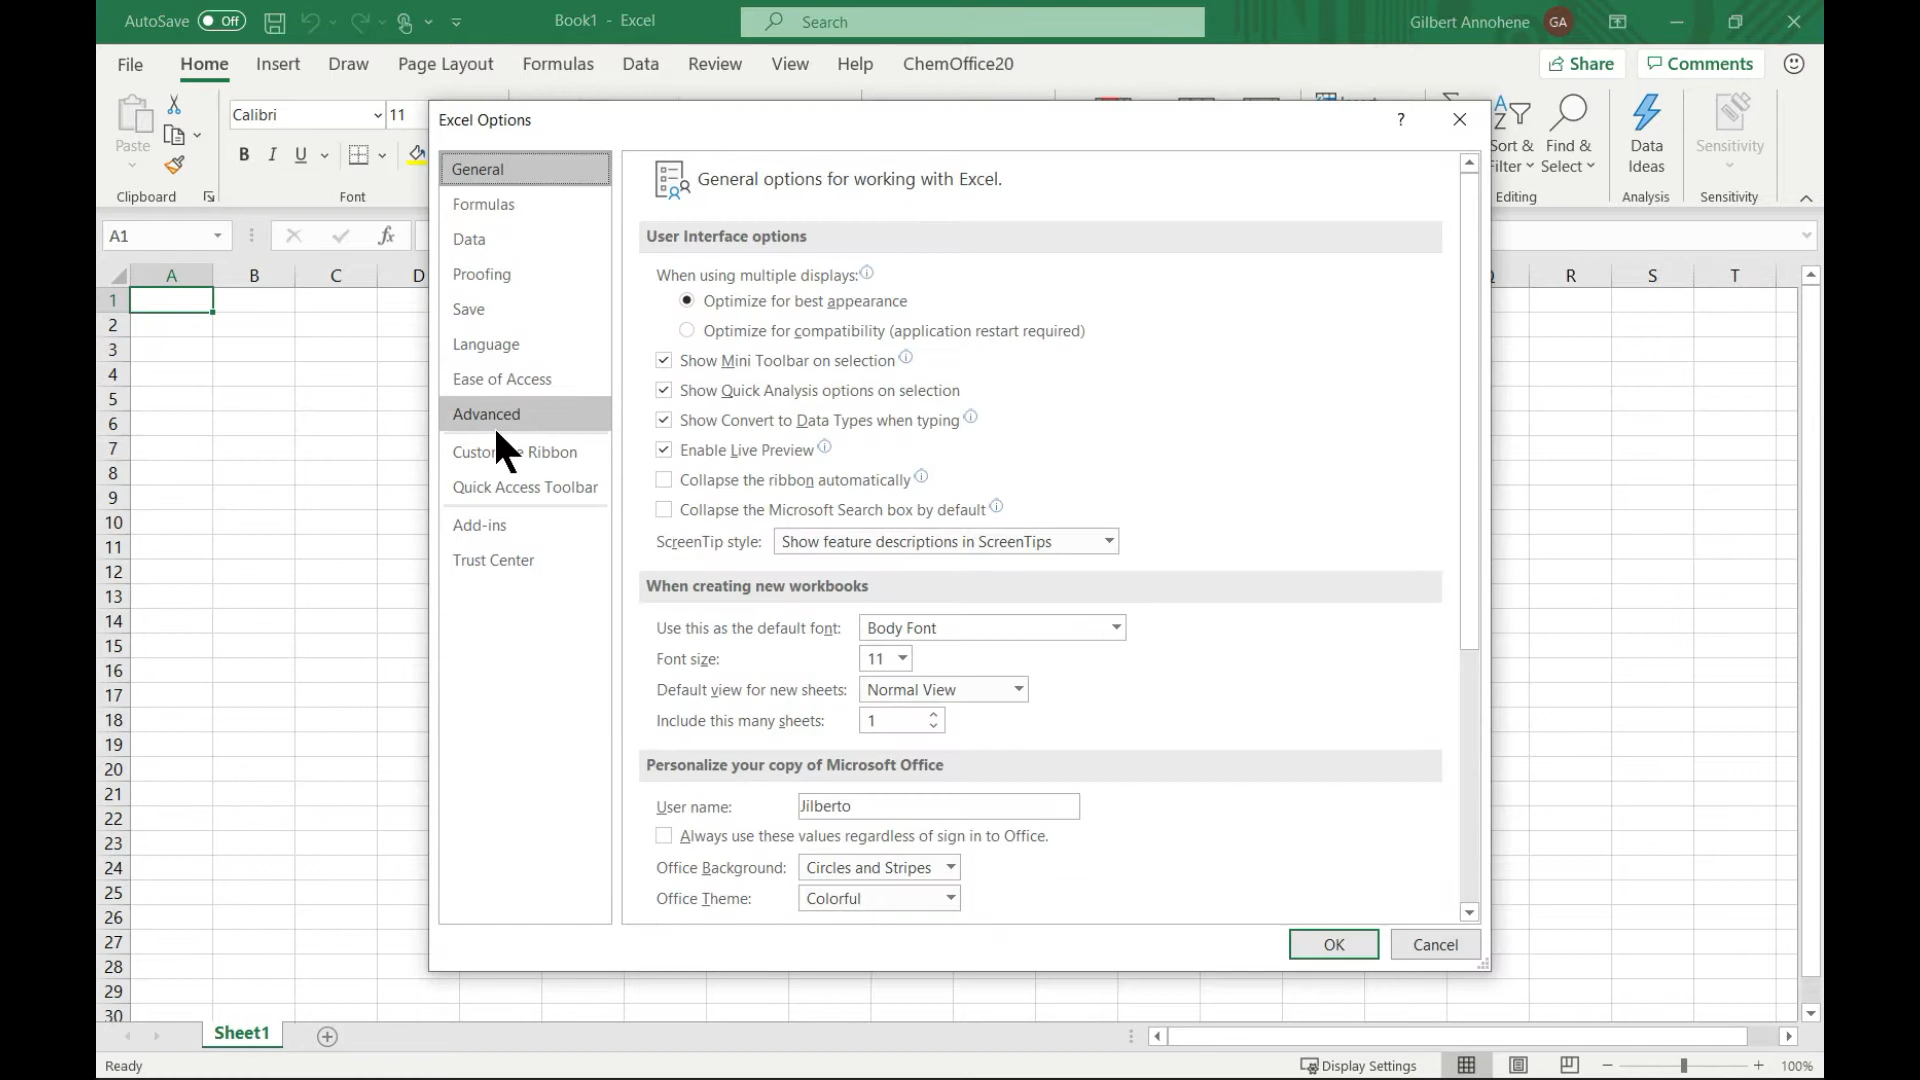 AutoSave Off Book1 - Excel Search Gilbert Annohene GA
File Home Insert Draw Page Layout Formulas Data Review View Help ChemOffice20 Share Comments
Calibri 11
Paste
B I U
Clipboard Font
Sort & Find & Data Sensitivity
Filter Select Ideas
Editing Analysis Sensitivity
A1 fx
A B C D R S T
1
2
3
4
5
6
7
8
9
10
11
12
13
14
15
16
17
18
19
20
21
22
23
24
25
26
27
28
29
30
Excel Options ?
General
Formulas
Data
Proofing
Save
Language
Ease of Access
Advanced
Ribbon
Quick Access Toolbar
Add-ins
Trust Center
General options for working with Excel.
User Interface options
When using multiple displays:
Optimize for best appearance
Optimize for compatibility (application restart required)
Show Mini Toolbar on selection
Show Quick Analysis options on selection
Show Convert to Data Types when typing
Enable Live Preview
Collapse the ribbon automatically
Collapse the Microsoft Search box by default
ScreenTip style: Show feature descriptions in ScreenTips
When creating new workbooks
Use this as the default font: Body Font
Font size: 11
Default view for new sheets: Normal View
Include this many sheets: 1
Personalize your copy of Microsoft Office
User name: Jilberto
Always use these values regardless of sign in to Office.
Office Background: Circles and Stripes
Office Theme: Colorful
OK Cancel
Sheet1
Ready Display Settings 100%